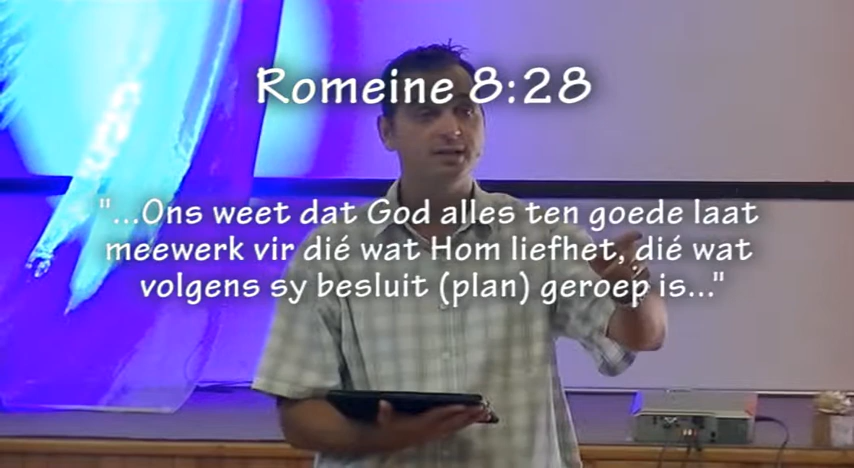 Romeine 8:28
"...Ons weet dat God alles ten goede laat
meewerk vir dié wat Hom liefhet, dié wat
volgens sy besluit (plan) geroep is..."